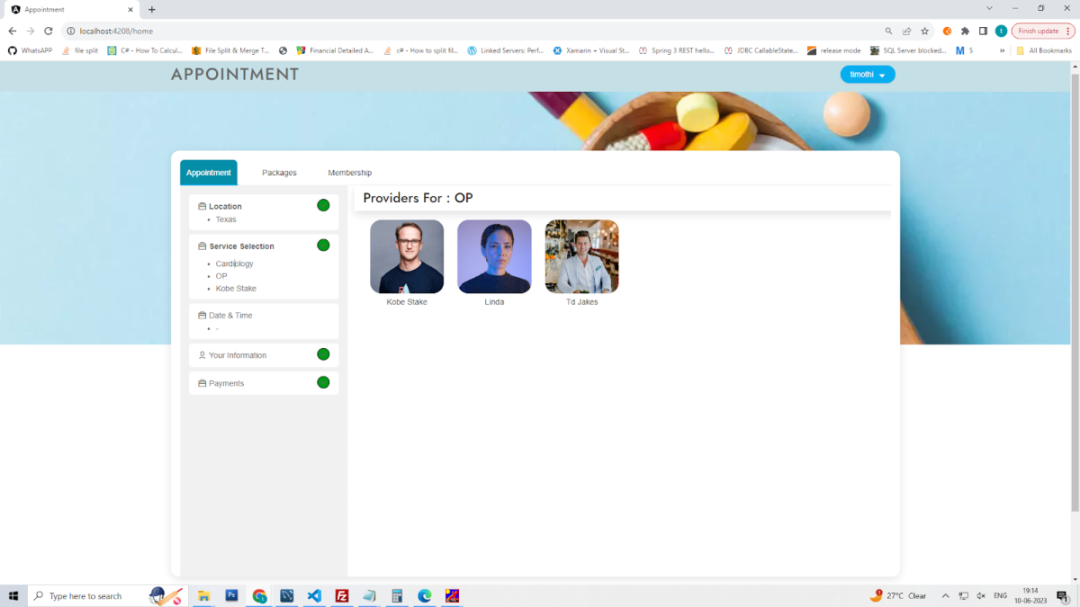 Appointment
localhost:4208/home
Finish update
WhatsAPP
file split
C# - How To Calcul...
File Split & Merge T...
Financial Detailed A...
c# - How to split fil...
Linked Servers: Perf...
Xamarin + Visual St...
Spring 3 REST hello...
JDBC CallableState...
release mode
SQL Server blocked...
S
»
All Bookmarks
APPOINTMENT
timothi
Appointment
Packages
Membership
Location
• Texas
Service Selection
• Cardiology
• OP
• Kobe Stake
Date & Time
• -
Your Information
Payments
Providers For : OP
Kobe Stake
Linda
Td Jakes
Type here to search
27°C Clear
ENG
19:14
10-06-2023